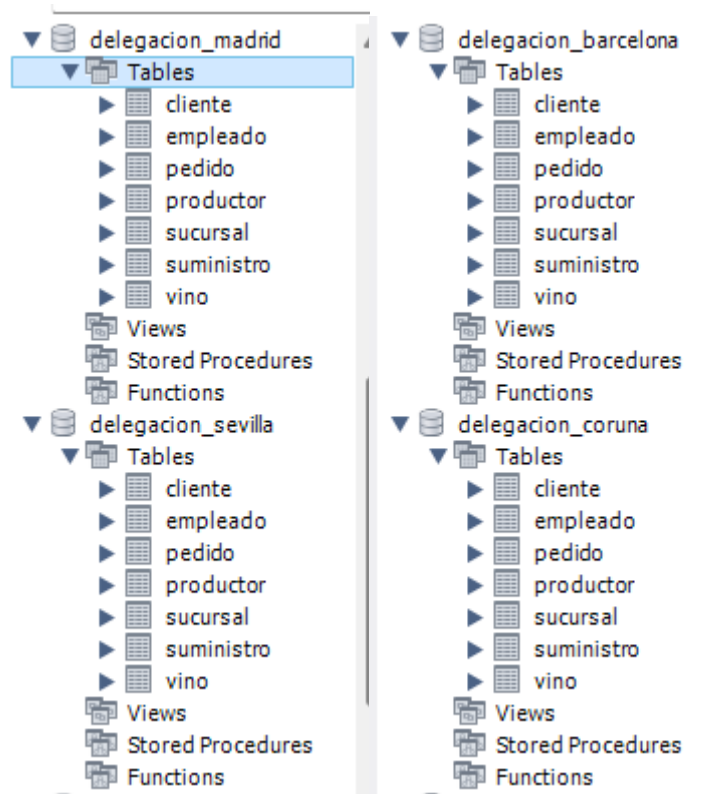 delegacion_madrid
Tables
cliente
empleado
pedido
productor
sucursal
suministro
vino
Views
Stored Procedures
Functions
delegacion_sevilla
Tables
cliente
empleado
pedido
productor
sucursal
suministro
vino
Views
Stored Procedures
Functions
delegacion_barcelona
Tables
cliente
empleado
pedido
productor
sucursal
suministro
vino
Views
Stored Procedures
Functions
delegacion_coruna
Tables
cliente
empleado
pedido
productor
sucursal
suministro
vino
Views
Stored Procedures
Functions